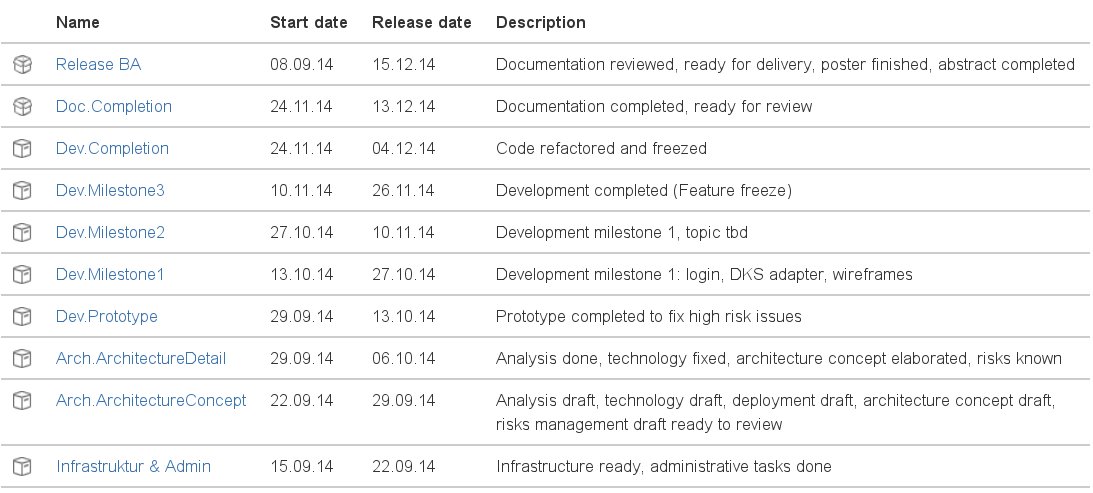 Name Start date Release date Description
Release BA 08.09.14 15.12.14 Documentation reviewed, ready for delivery, poster finished, abstract completed
Doc.Completion 24.11.14 13.12.14 Documentation completed, ready for review
Dev.Completion 24.11.14 04.12.14 Code refactored and freezed
Dev.Milestone3 10.11.14 26.11.14 Development completed (Feature freeze)
Dev.Milestone2 27.10.14 10.11.14 Development milestone 1, topic tbd
Dev.Milestone1 13.10.14 27.10.14 Development milestone 1: login, DKS adapter, wireframes
Dev.Prototype 29.09.14 13.10.14 Prototype completed to fix high risk issues
Arch.ArchitectureDetail 29.09.14 06.10.14 Analysis done, technology fixed, architecture concept elaborated, risks known
Arch.ArchitectureConcept 22.09.14 29.09.14 Analysis draft, technology draft, deployment draft, architecture concept draft,
risks management draft ready to review
Infrastruktur & Admin 15.09.14 22.09.14 Infrastructure ready, administrative tasks done